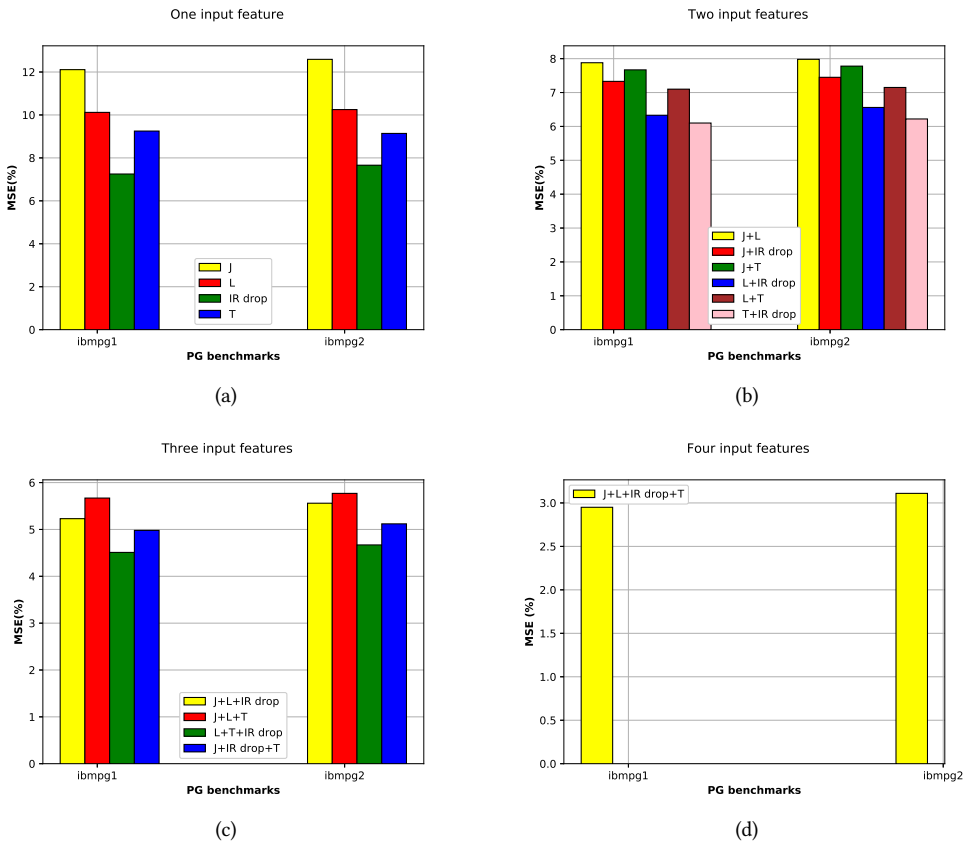 One input feature
MSE(%)
12
10
8
6
4
2
0
J
L
IR drop
T
ibmpg1
ibmpg2
PG benchmarks
(a)
Two input features
MSE(%)
8
7
6
5
4
3
2
1
0
J+L
J+IR drop
J+T
L+IR drop
L+T
T+IR drop
ibmpg1
ibmpg2
PG benchmarks
(b)
Three input features
MSE(%)
6
5
4
3
2
1
0
J+L+IR drop
J+L+T
L+T+IR drop
J+IR drop+T
ibmpg1
ibmpg2
PG benchmarks
(c)
Four input features
MSE (%)
J+L+IR drop+T
3.0
2.5
2.0
1.5
1.0
0.5
0.0
ibmpg1
ibmpg2
PG benchmarks
(d)